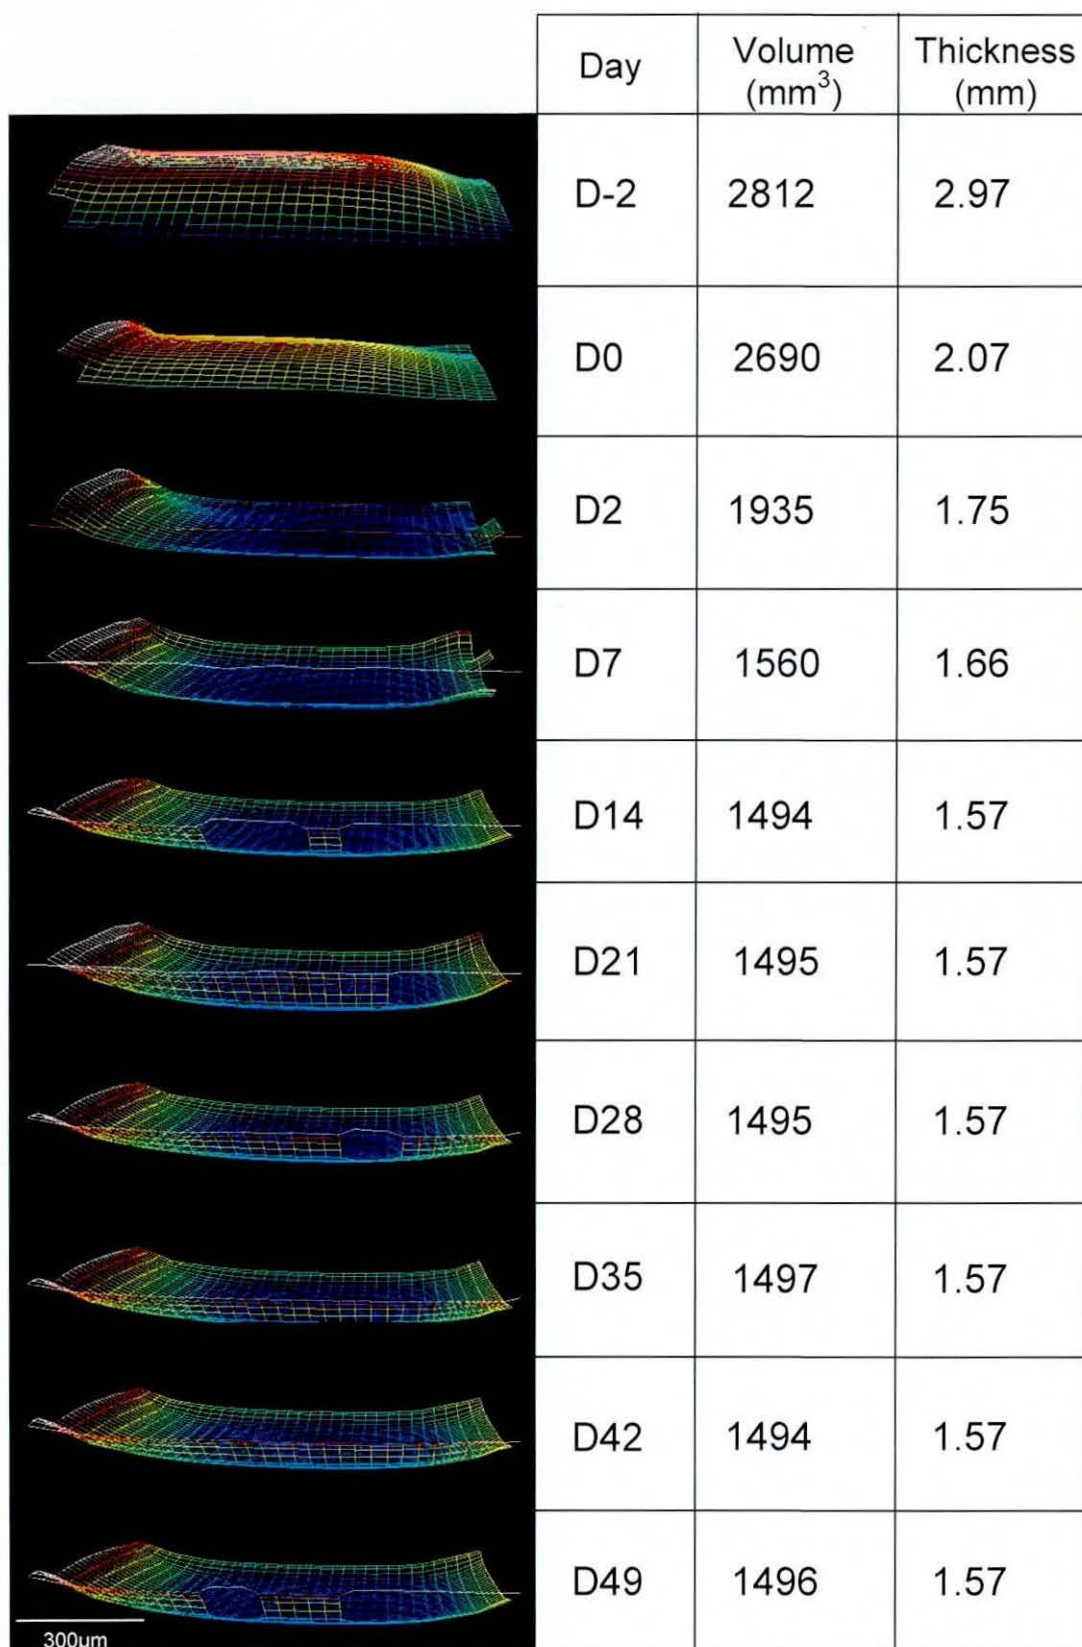 Day Volume (mm³) Thickness (mm)
D-2 2812 2.97
D0 2690 2.07
D2 1935 1.75
D7 1560 1.66
D14 1494 1.57
D21 1495 1.57
D28 1495 1.57
D35 1497 1.57
D42 1494 1.57
D49 1496 1.57
300um